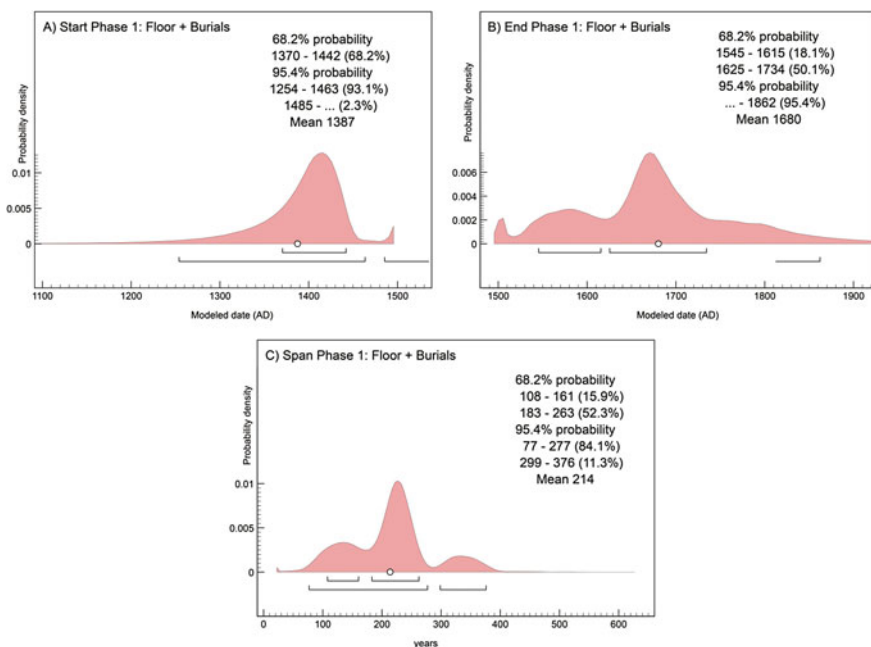 A) Start Phase 1: Floor + Burials
68.2% probability
1370 - 1442 (68.2%)
95.4% probability
1254 - 1463 (93.1%)
1485 - ... (2.3%)
Mean 1387
Probability density
0.01
0.005
0
1100 1200 1300 1400 1500
Modeled date (AD)
B) End Phase 1: Floor + Burials
68.2% probability
1545 - 1615 (18.1%)
1625 - 1734 (50.1%)
95.4% probability
... - 1862 (95.4%)
Mean 1680
Probability density
0.006
0.004
0.002
0
1500 1600 1700 1800 1900
Modeled date (AD)
C) Span Phase 1: Floor + Burials
68.2% probability
108 - 161 (15.9%)
183 - 263 (52.3%)
95.4% probability
77 - 277 (84.1%)
299 - 376 (11.3%)
Mean 214
Probability density
0.01
0.005
0
0 100 200 300 400 500 600
years